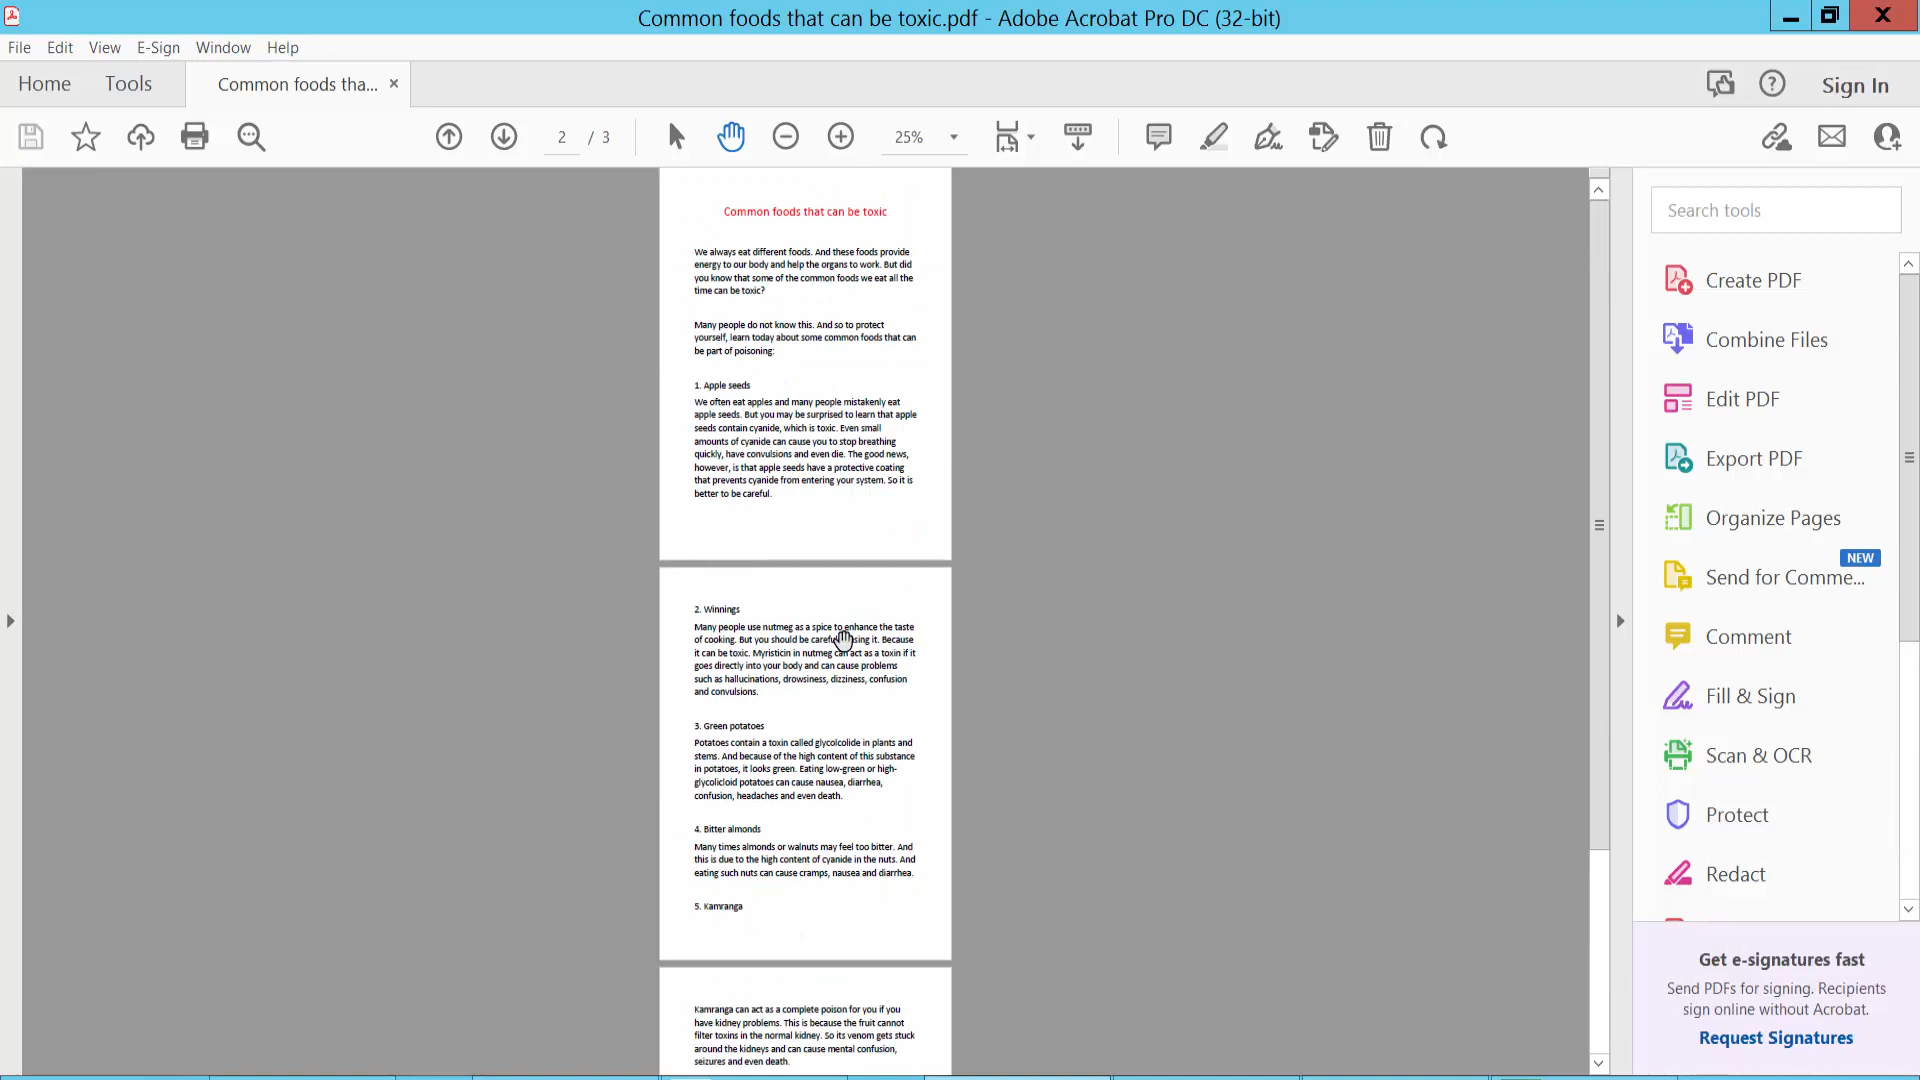 Common foods that can be toxic.pdf - Adobe Acrobat Pro DC (32-bit)
File Edit View E-Sign Window Help
Home Tools Common foods tha... × Sign In
2 / 3 25%
Common foods that can be toxic
We always eat different foods. And these foods provide
energy to our body and help the organs to work. But did
you know that some of the common foods we eat all the
time can be toxic?
Many people do not know this. And so to protect
yourself, learn today about some common foods that can
be part of poisoning:
1. Apple seeds
We often eat apples and many people mistakenly eat
apple seeds. But you may be surprised to learn that apple
seeds contain cyanide, which is toxic. Even small
amounts of cyanide can cause you to stop breathing
quickly, have convulsions and even die. The good news,
however, is that apple seeds have a protective coating
that prevents cyanide from entering your system. So it is
better to be careful.
2. Winnings
Many people use nutmeg as a spice to enhance the taste
of cooking. But you should be careful using it. Because
it can be toxic. Myristicin in nutmeg can act as a toxin if it
goes directly into your body and can cause problems
such as hallucinations, drowsiness, dizziness, confusion
and convulsions.
3. Green potatoes
Potatoes contain a toxin called glycolcolide in plants and
stems. And because of the high content of this substance
in potatoes, it looks green. Eating low-green or high-
glycolicloid potatoes can cause nausea, diarrhea,
confusion, headaches and even death.
4. Bitter almonds
Many times almonds or walnuts may feel too bitter. And
this is due to the high content of cyanide in the nuts. And
eating such nuts can cause cramps, nausea and diarrhea.
5. Kamranga
Kamranga can act as a complete poison for you if you
have kidney problems. This is because the fruit cannot
filter toxins in the normal kidney. So its venom gets stuck
around the kidneys and can cause mental confusion,
seizures and even death.
Search tools
Create PDF
Combine Files
Edit PDF
Export PDF
Organize Pages
NEW
Send for Comme...
Comment
Fill & Sign
Scan & OCR
Protect
Redact
Get e-signatures fast
Send PDFs for signing. Recipients
sign online without Acrobat.
Request Signatures